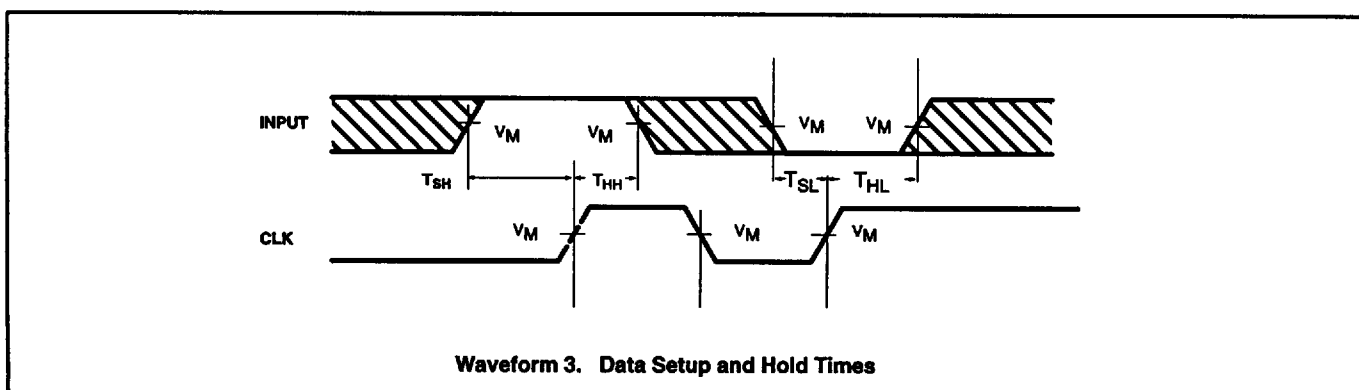 INPUT
VM VM VM VM
TSH THH TSL THL
CLK
VM VM VM
Waveform 3. Data Setup and Hold Times